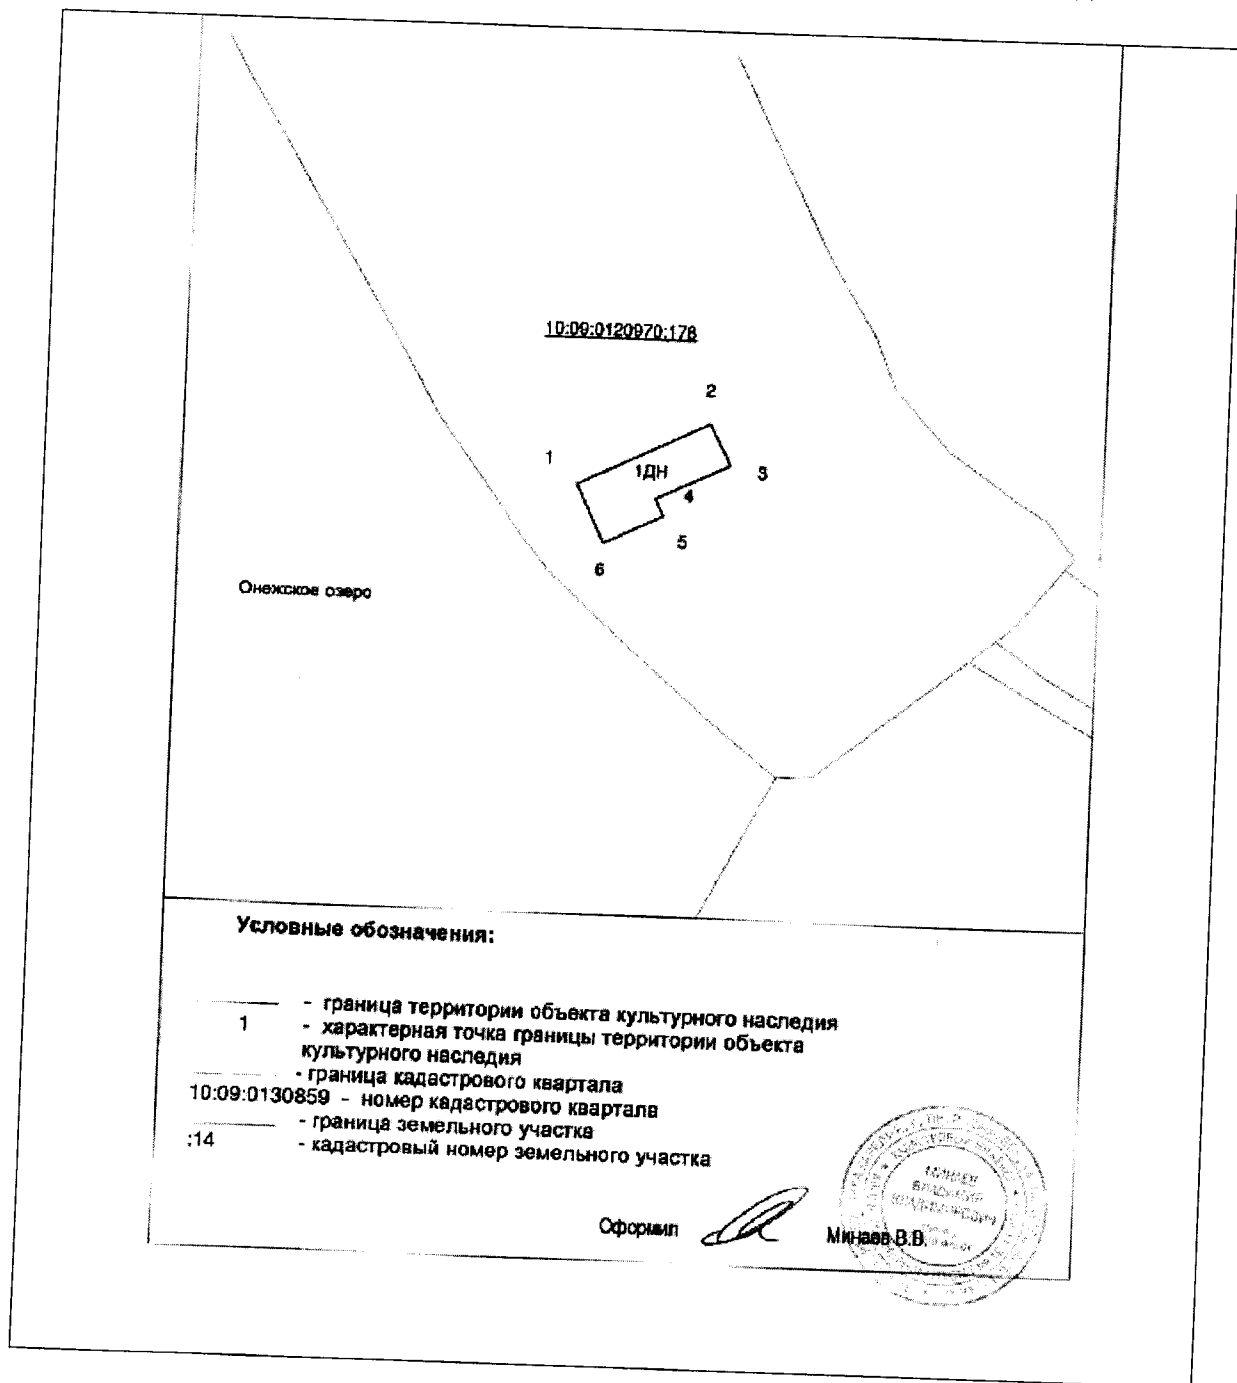 10:09:0120970:178
2
1
1ДН
3
4
5
6
Онежское озеро
Условные обозначения:
- граница территории объекта культурного наследия
1 - характерная точка границы территории объекта
культурного наследия
- граница кадастрового квартала
10:09:0130859 - номер кадастрового квартала
- граница земельного участка
:14 - кадастровый номер земельного участка
Оформил Минаев В.В.